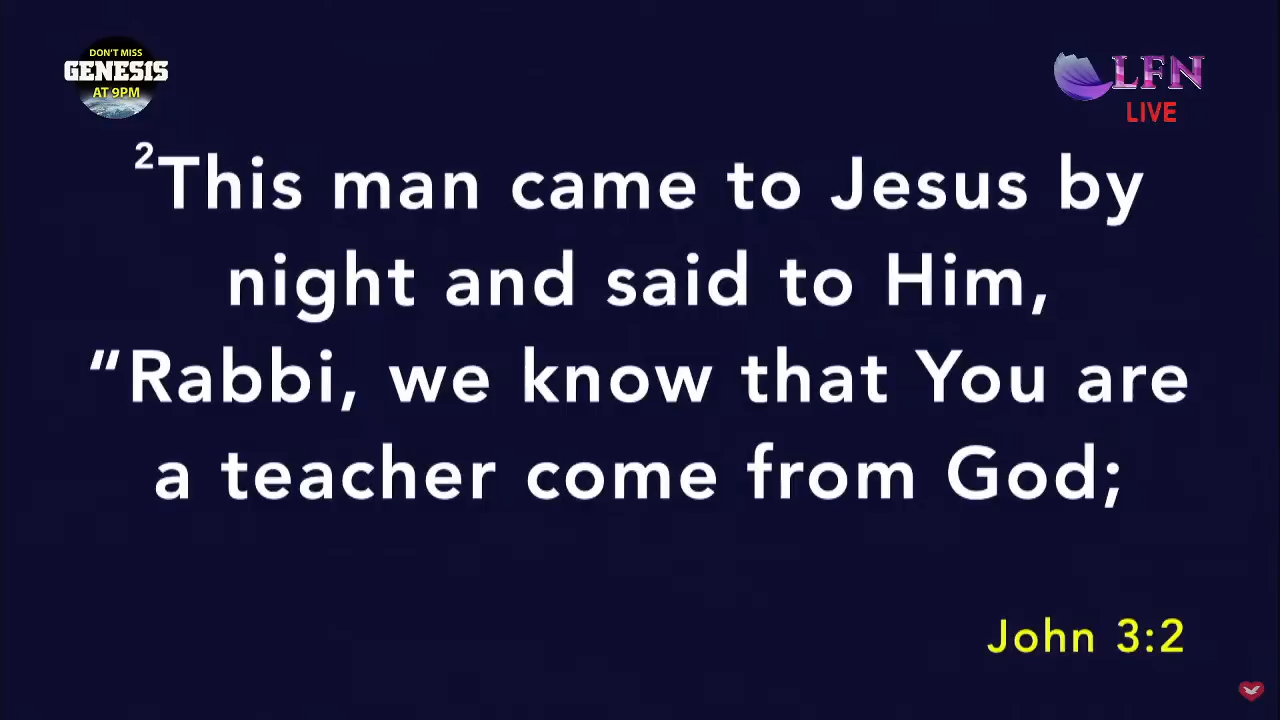 DON'T MISS
GENESIS
AT 9PM
LFN
LIVE
²This man came to Jesus by
night and said to Him,
“Rabbi, we know that You are
a teacher come from God;
John 3:2